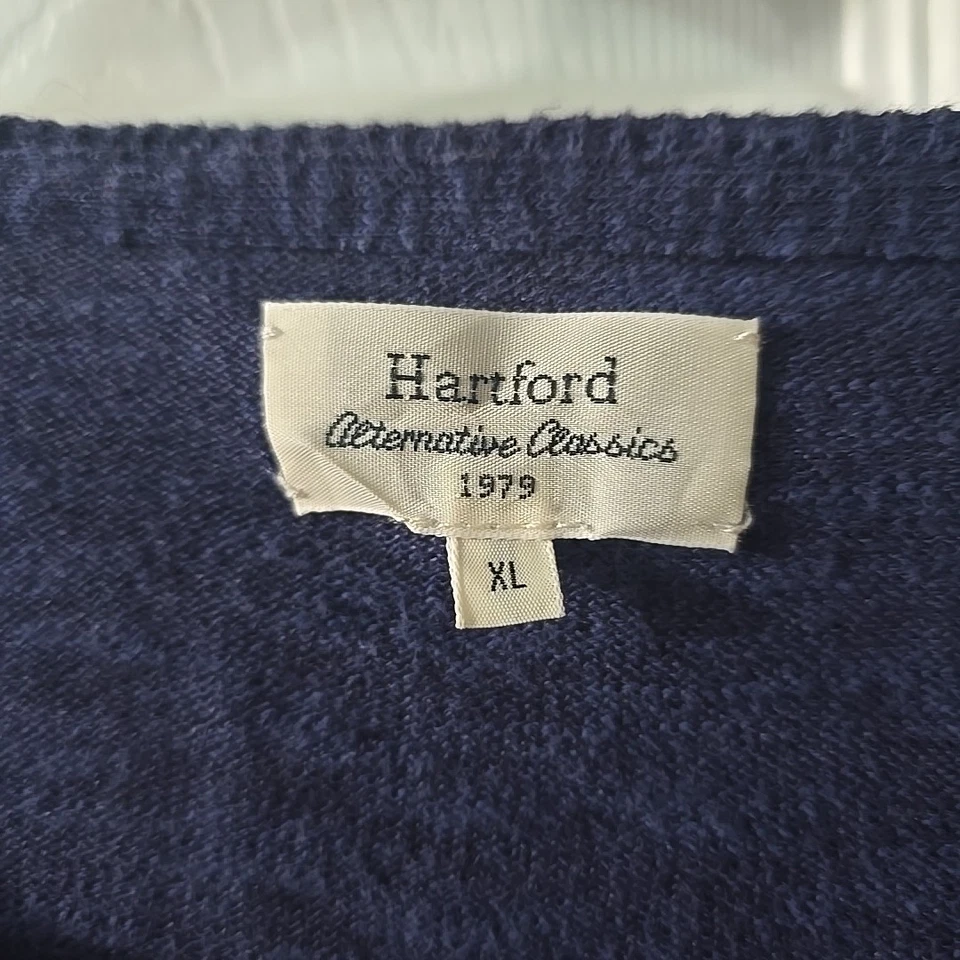 Hartford
Alternative Classics
1979
XL